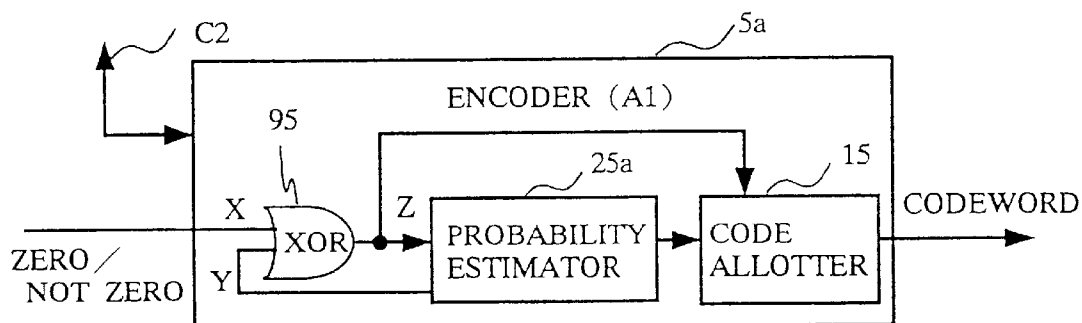 C2
5a
ENCODER (A1)
95
25a
15
X
XOR
Z
Y
PROBABILITY
ESTIMATOR
CODE
ALLOTTER
CODEWORD
ZERO /
NOT ZERO